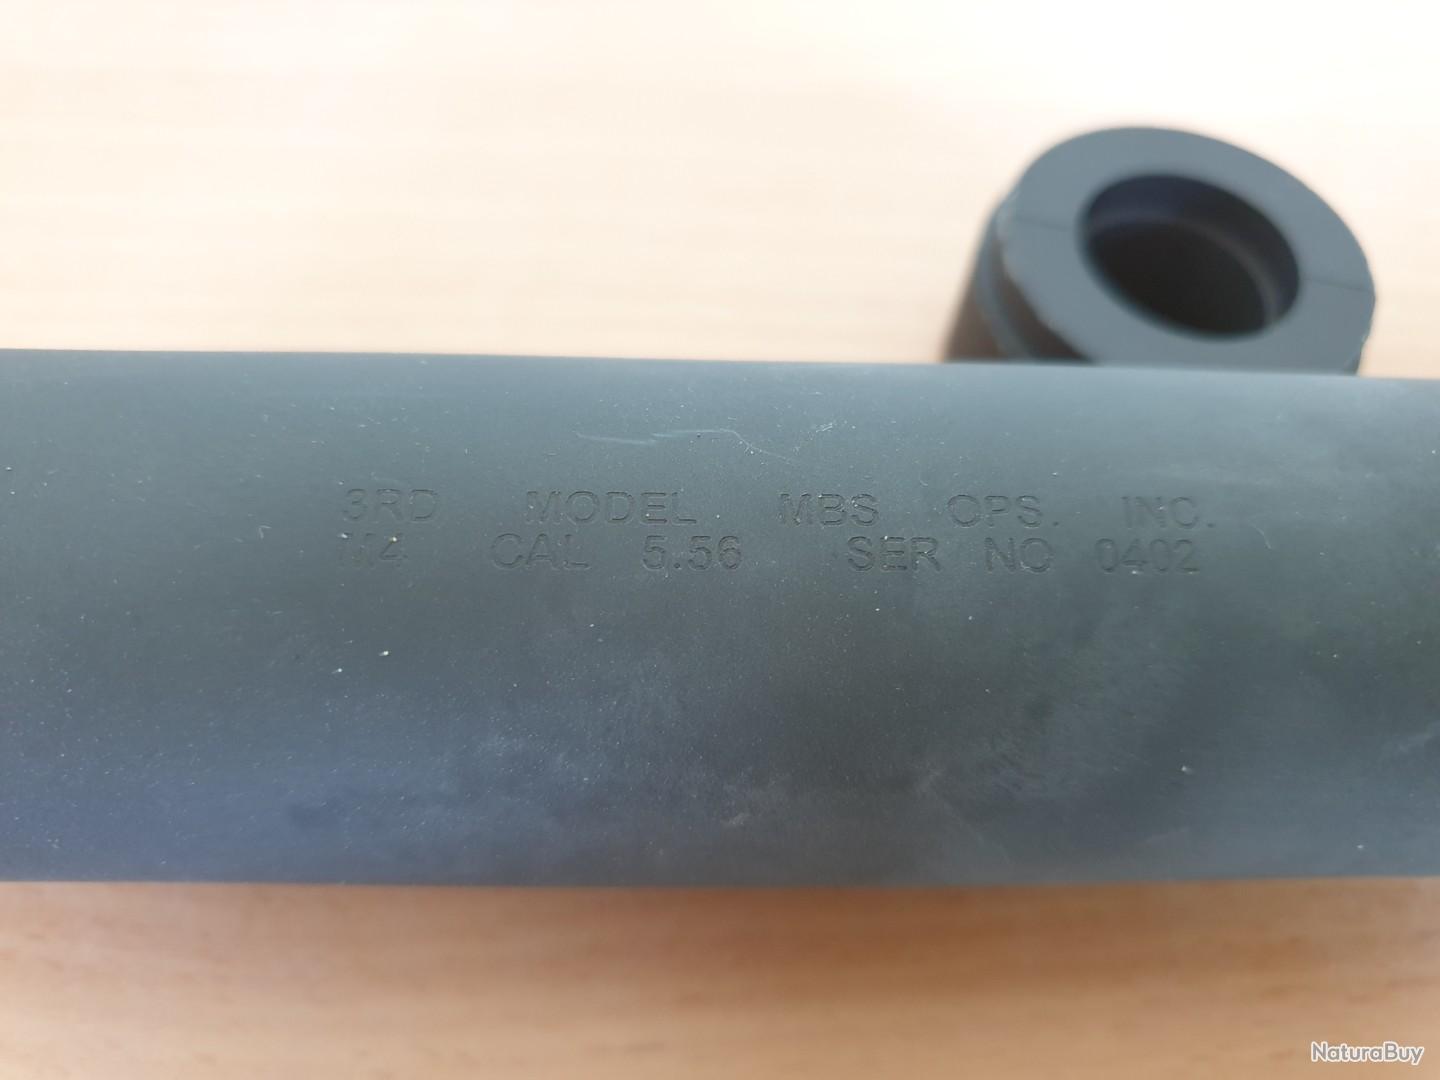 3RD MODEL MBS OPS. INC.
M4 CAL 5.56 SER NO 0402
NaturaBuy